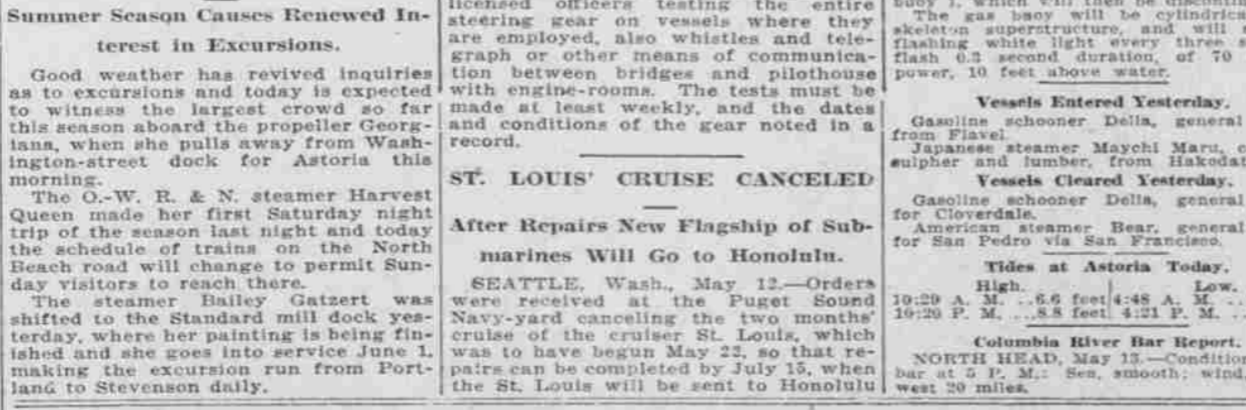 Summer Season Causes Renewed In-
terest in Excursions.
Good weather has revived inquiries
as to excursions and today is expected
to witness the largest crowd so far
this season aboard the propeller Georg-
iana, when she pulls away from Wash-
ington-street dock for Astoria this
morning.
The O.-W. R. & N. steamer Harvest
Queen made her first Saturday night
trip of the season last night and today
the schedule of trains on the North
Beach road will change to permit Sun-
day visitors to reach there.
The steamer Bailey Gatzert was
shifted to the Standard mill dock yes-
terday, where her painting is being fin-
ished and she goes into service June 1,
making the excursion run from Port-
land to Stevenson daily.
licensed officers testing the entire
steering gear on vessels where they
are employed, also whistles and tele-
graph or other means of communica-
tion between bridges and pilothouse
with engine-rooms. The tests must be
made at least weekly, and the dates
and conditions of the gear noted in a
record.
ST. LOUIS' CRUISE CANCELED
After Repairs New Flagship of Sub-
marines Will Go to Honolulu.
SEATTLE, Wash., May 12.—Orders
were received at the Puget Sound
Navy-yard canceling the two months'
cruise of the cruiser St. Louis, which
was to have begun May 22, so that re-
pairs can be completed by July 15, when
the St. Louis will be sent to Honolulu
buoy 1, which will then be
The gas buoy will be
skeleton superstructure, and will
flashing white light every three
flash 0.3 second duration, of 70
power, 10 feet above water.
Vessels Entered Yesterday.
Gasoline schooner Della, general
from Flavel.
Japanese steamer Maychi Maru,
sulpher and lumber, from
Vessels Cleared Yesterday.
Gasoline schooner Della, general
for Cloverdale.
American steamer Bear, general
for San Pedro via San Francisco.
Tides at Astoria Today.
High. Low.
10:29 A. M. ..6.6 feet 4:48 A. M. ..
10:20 P. M. ..8.8 feet 4:21 P. M. ..
Columbia River Bar Report.
NORTH HEAD, May 13.—
bar at 5 P. M.: Sea, smooth; wind,
west 20 miles.